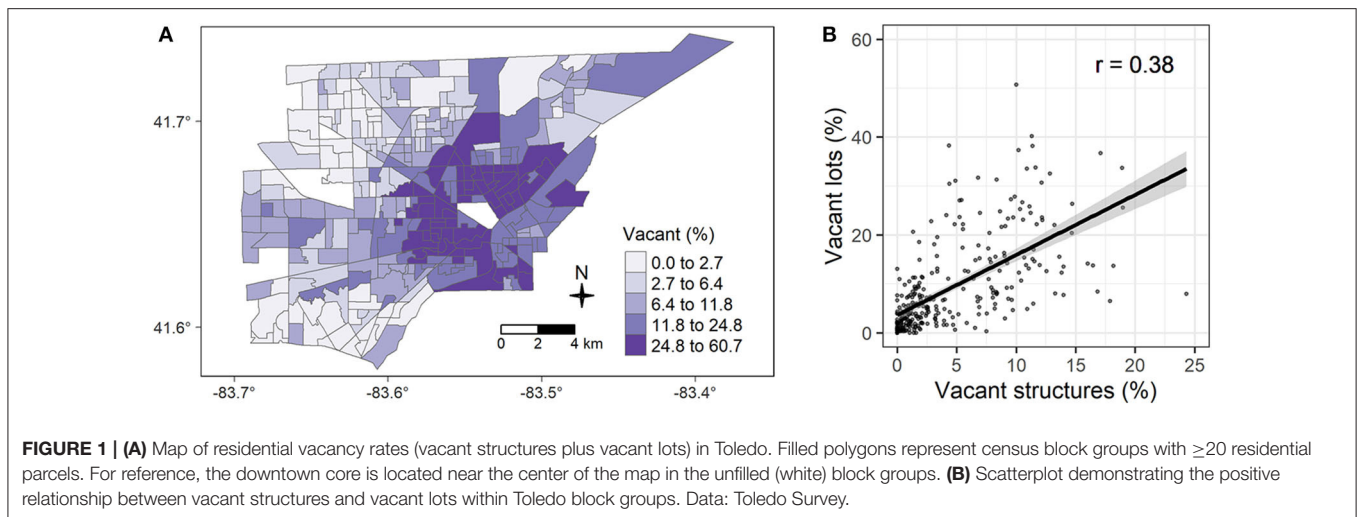 A
41.7°
41.6°
-83.7°
-83.6°
-83.5°
-83.4°
Vacant (%)
0.0 to 2.7
2.7 to 6.4
6.4 to 11.8
11.8 to 24.8
24.8 to 60.7
N
0 2 4 km
B
r = 0.38
Vacant lots (%)
60
40
20
0
0 5 10 15 20 25
Vacant structures (%)
FIGURE 1 | (A) Map of residential vacancy rates (vacant structures plus vacant lots) in Toledo. Filled polygons represent census block groups with ≥20 residential
parcels. For reference, the downtown core is located near the center of the map in the unfilled (white) block groups. (B) Scatterplot demonstrating the positive
relationship between vacant structures and vacant lots within Toledo block groups. Data: Toledo Survey.